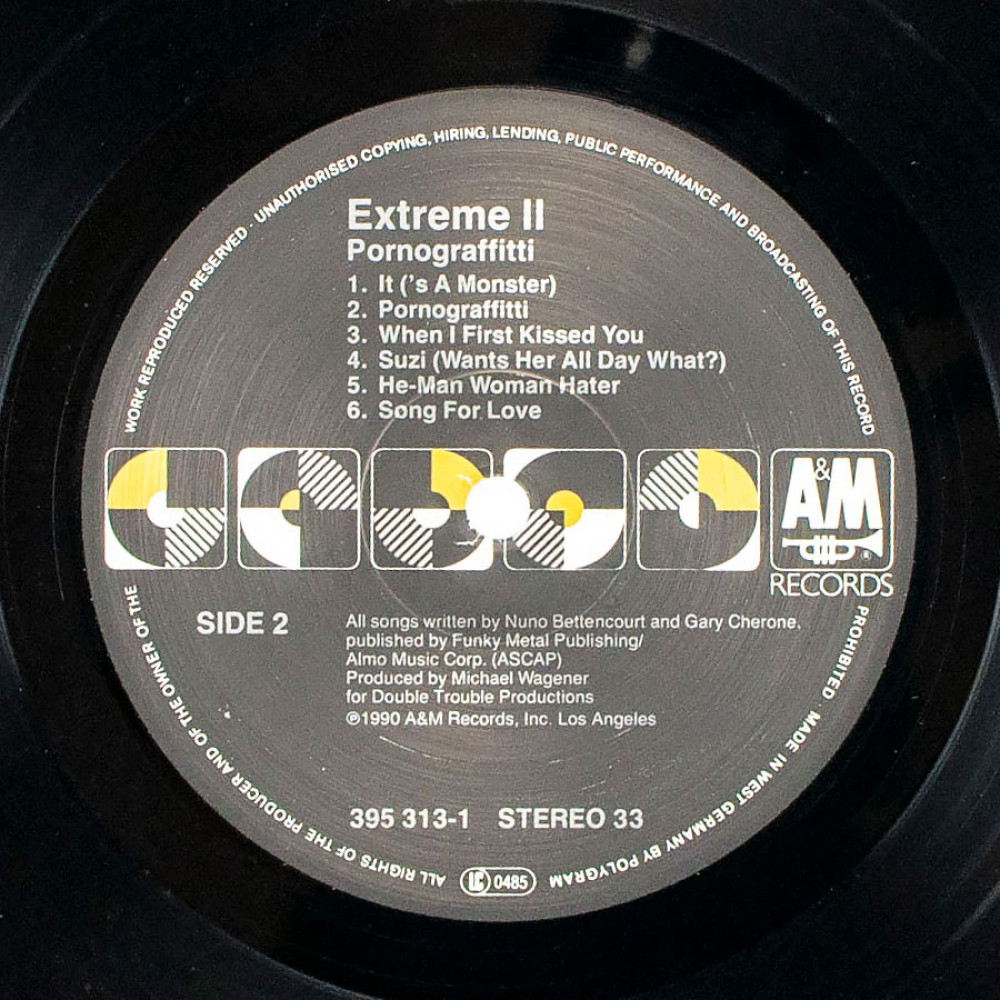 Extreme II
Pornograffitti
1. It ('s A Monster)
2. Pornograffitti
3. When I First Kissed You
4. Suzi (Wants Her All Day What?)
5. He-Man Woman Hater
6. Song For Love
A&M
®
RECORDS
SIDE 2
All songs written by Nuno Bettencourt and Gary Cherone,
published by Funky Metal Publishing/
Almo Music Corp. (ASCAP)
Produced by Michael Wagener
for Double Trouble Productions
℗1990 A&M Records, Inc. Los Angeles
395 313-1 STEREO 33
ALL RIGHTS OF THE PRODUCER AND OF THE OWNER OF THE
WORK REPRODUCED RESERVED · UNAUTHORISED COPYING, HIRING, LENDING, PUBLIC PERFORMANCE AND BROADCASTING OF THIS RECORD
PROHIBITED · MADE IN WEST GERMANY BY POLYGRAM
LC 0485